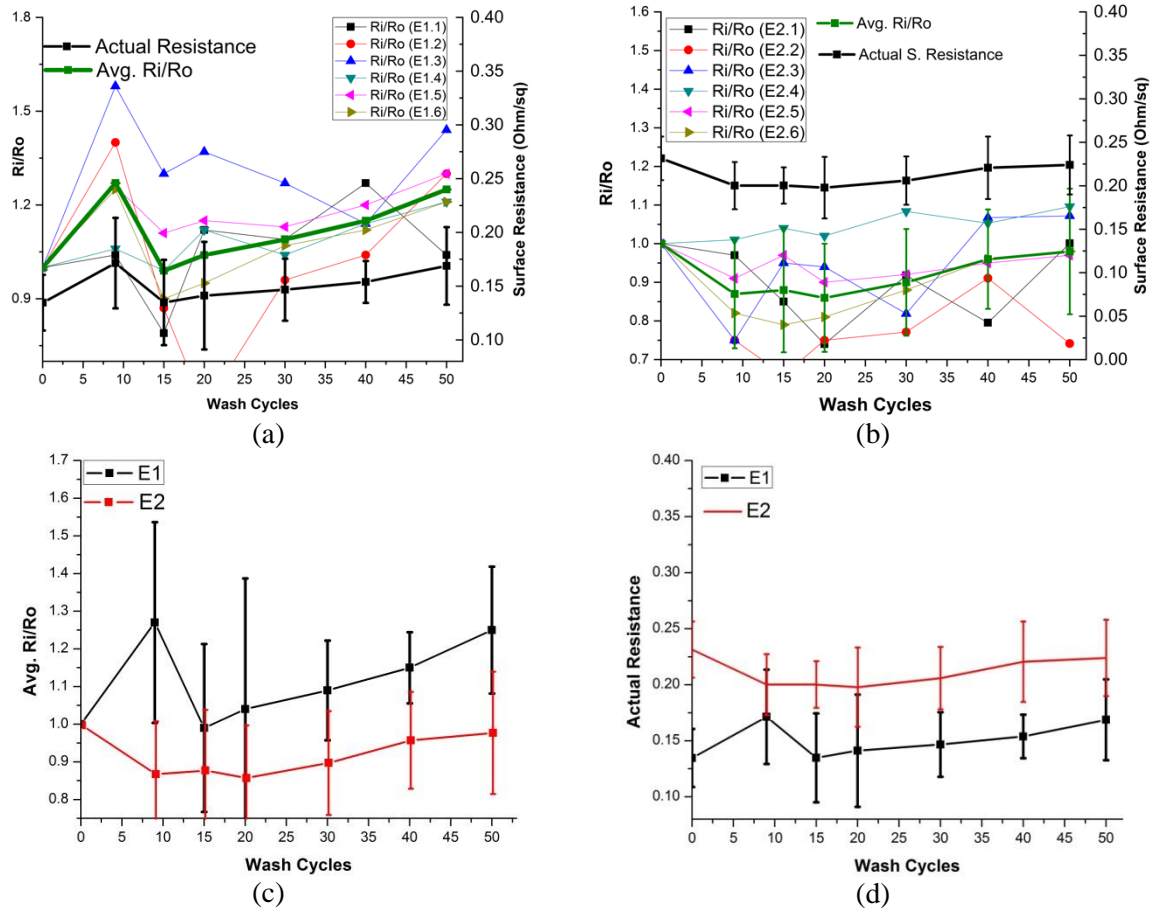 Actual Resistance
Avg. Ri/Ro
Ri/Ro (E1.1)
Ri/Ro (E1.2)
Ri/Ro (E1.3)
Ri/Ro (E1.4)
Ri/Ro (E1.5)
Ri/Ro (E1.6)
1.8
1.5
1.2
0.9
Ri/Ro
0.40
0.35
0.30
0.25
0.20
0.15
0.10
Surface Resistance (Ohm/sq)
0 5 10 15 20 25 30 35 40 45 50
Wash Cycles
(a)
Ri/Ro (E2.1)
Ri/Ro (E2.2)
Ri/Ro (E2.3)
Ri/Ro (E2.4)
Ri/Ro (E2.5)
Ri/Ro (E2.6)
Avg. Ri/Ro
Actual S. Resistance
1.6
1.5
1.4
1.3
1.2
1.1
1.0
0.9
0.8
0.7
Ri/Ro
0.40
0.35
0.30
0.25
0.20
0.15
0.10
0.05
0.00
Surface Resistance (Ohm/sq)
0 5 10 15 20 25 30 35 40 45 50
Wash Cycles
(b)
E1
E2
1.7
1.6
1.5
1.4
1.3
1.2
1.1
1.0
0.9
0.8
Avg. Ri/Ro
0 5 10 15 20 25 30 35 40 45 50
Wash Cycles
(c)
E1
E2
0.40
0.35
0.30
0.25
0.20
0.15
0.10
Actual Resistance
0 5 10 15 20 25 30 35 40 45 50
Wash Cycles
(d)